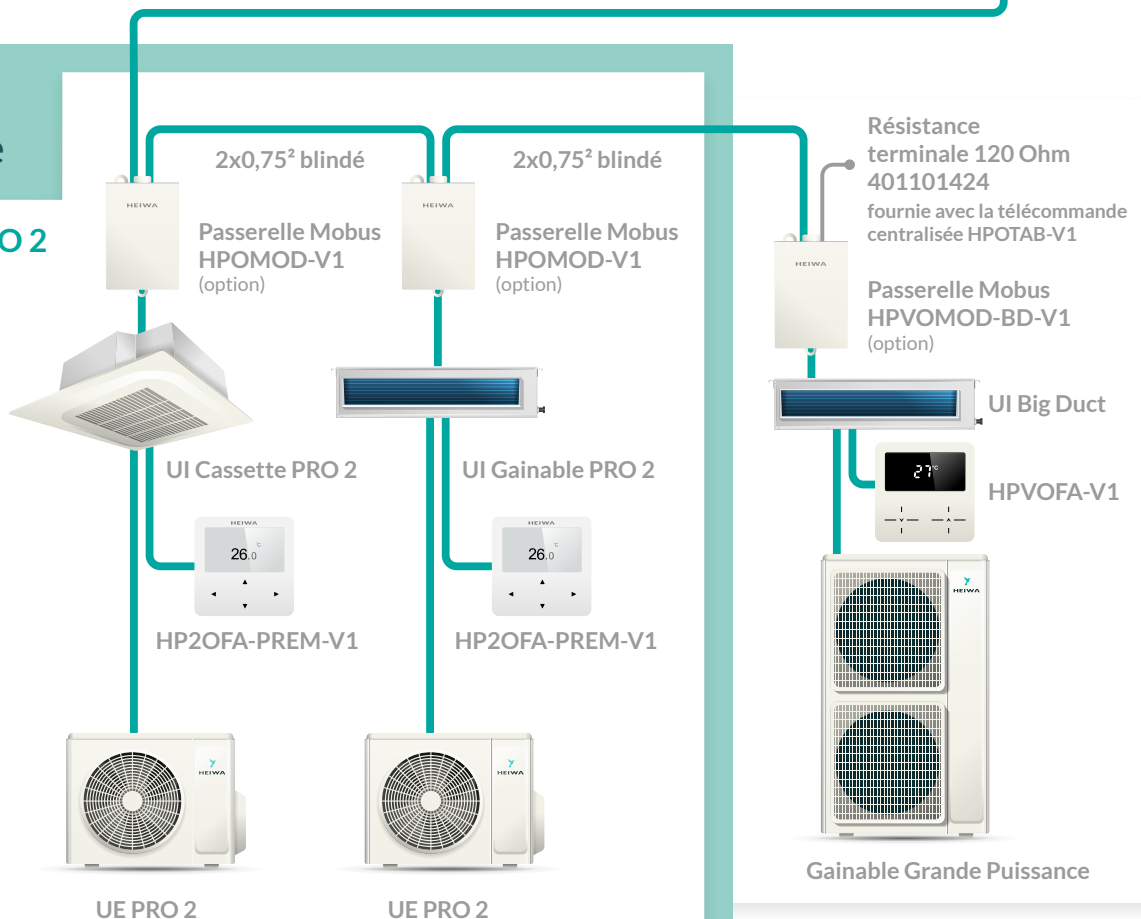 e
RO 2
2x0,75² blindé
2x0,75² blindé
Résistance
terminale 120 Ohm
401101424
fournie avec la télécommande
centralisée HPOTAB-V1
HEIWA
HEIWA
HEIWA
Passerelle Mobus
HPOMOD-V1
(option)
Passerelle Mobus
HPOMOD-V1
(option)
Passerelle Mobus
HPVOMOD-BD-V1
(option)
UI Cassette PRO 2
UI Gainable PRO 2
UI Big Duct
HEIWA
26.0 °C
HEIWA
26.0 °C
27°C
HPVOFA-V1
HP2OFA-PREM-V1
HP2OFA-PREM-V1
HEIWA
HEIWA
HEIWA
Gainable Grande Puissance
UE PRO 2
UE PRO 2